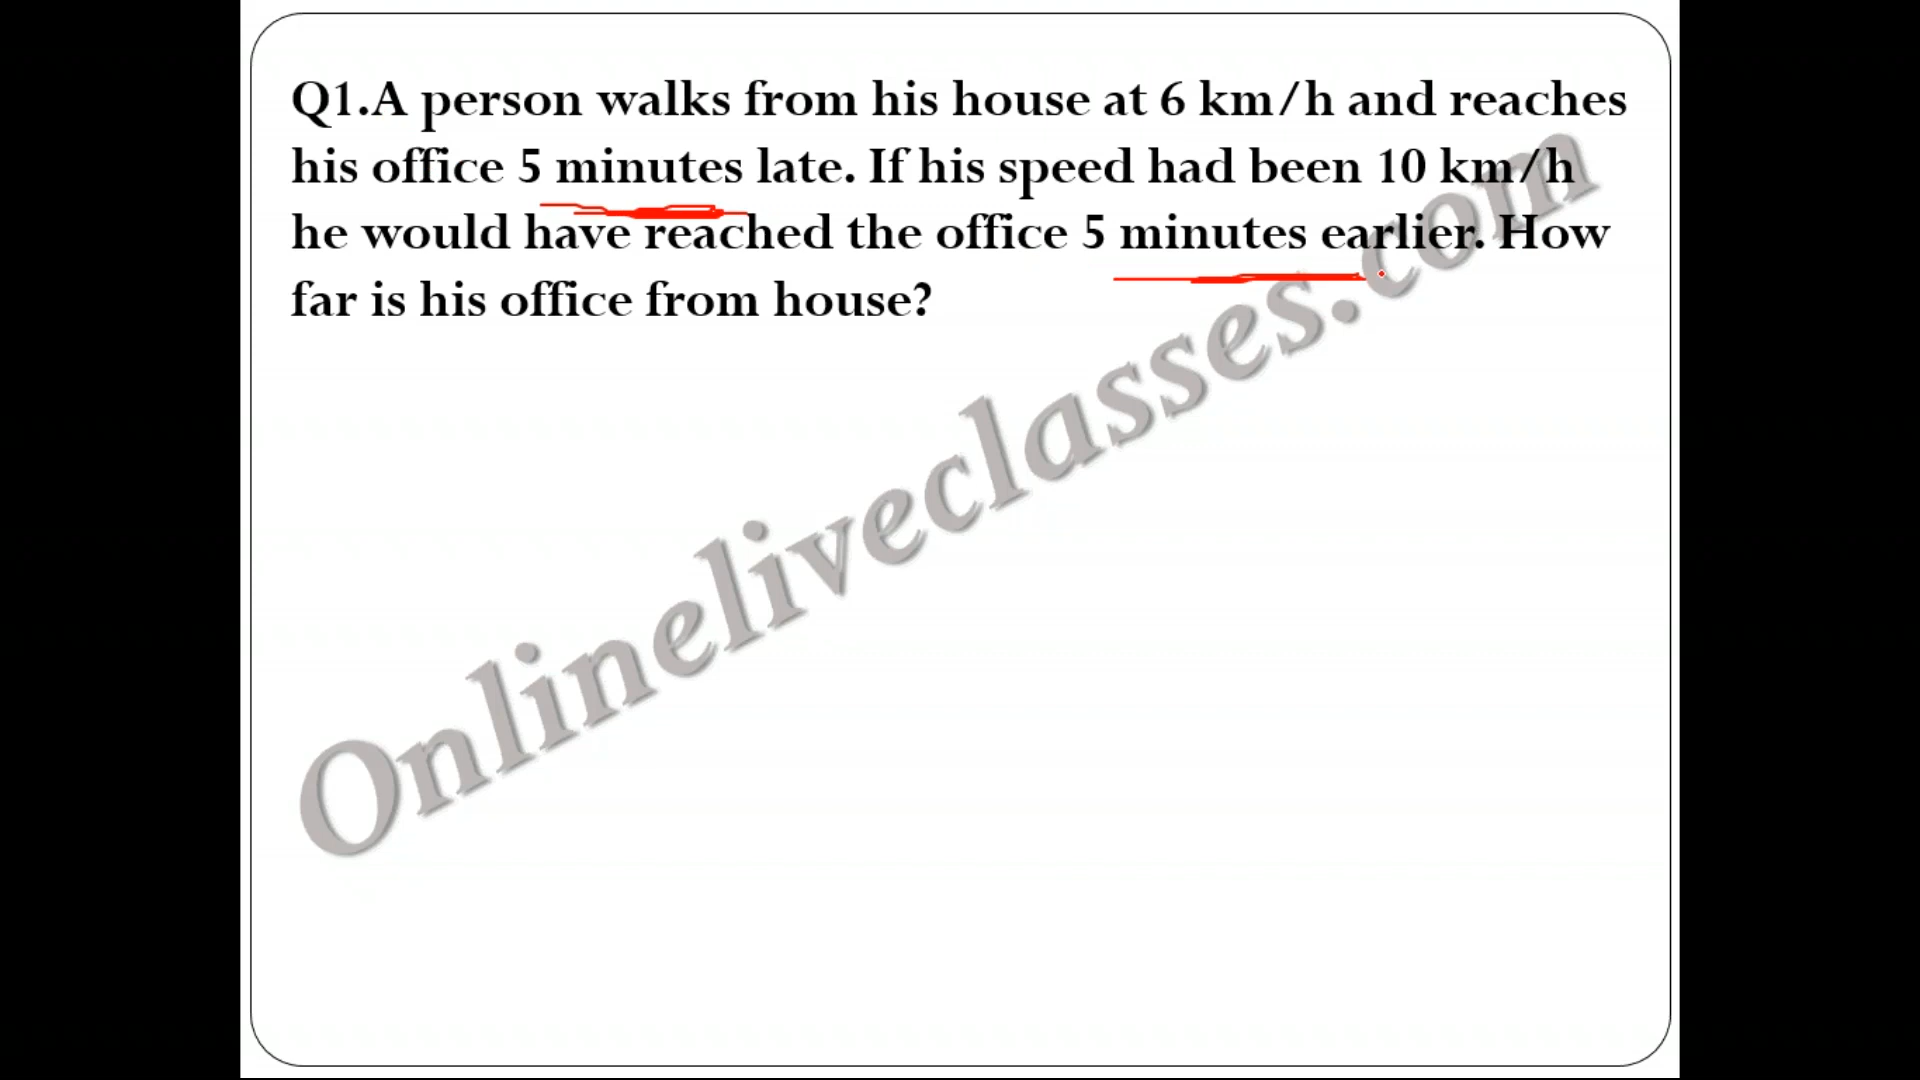 Q1.A person walks from his house at 6 km/h and reaches
his office 5 minutes late. If his speed had been 10 km/h
he would have reached the office 5 minutes earlier. How
far is his office from house?
Onlineliveclasses.com